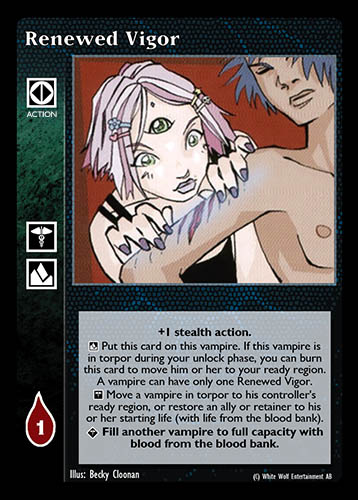 Renewed Vigor
ACTION
+1 stealth action.
Put this card on this vampire. If this vampire
is in torpor during your unlock phase, you can burn
this card to move him or her to your ready region.
A vampire can have only one Renewed Vigor.
Move a vampire in torpor to his controller's
ready region, or restore an ally or retainer to his
or her starting life (with life from the blood bank).
Fill another vampire to full capacity with
blood from the blood bank.
1
Illus: Becky Cloonan
(C) White Wolf Entertainment AB